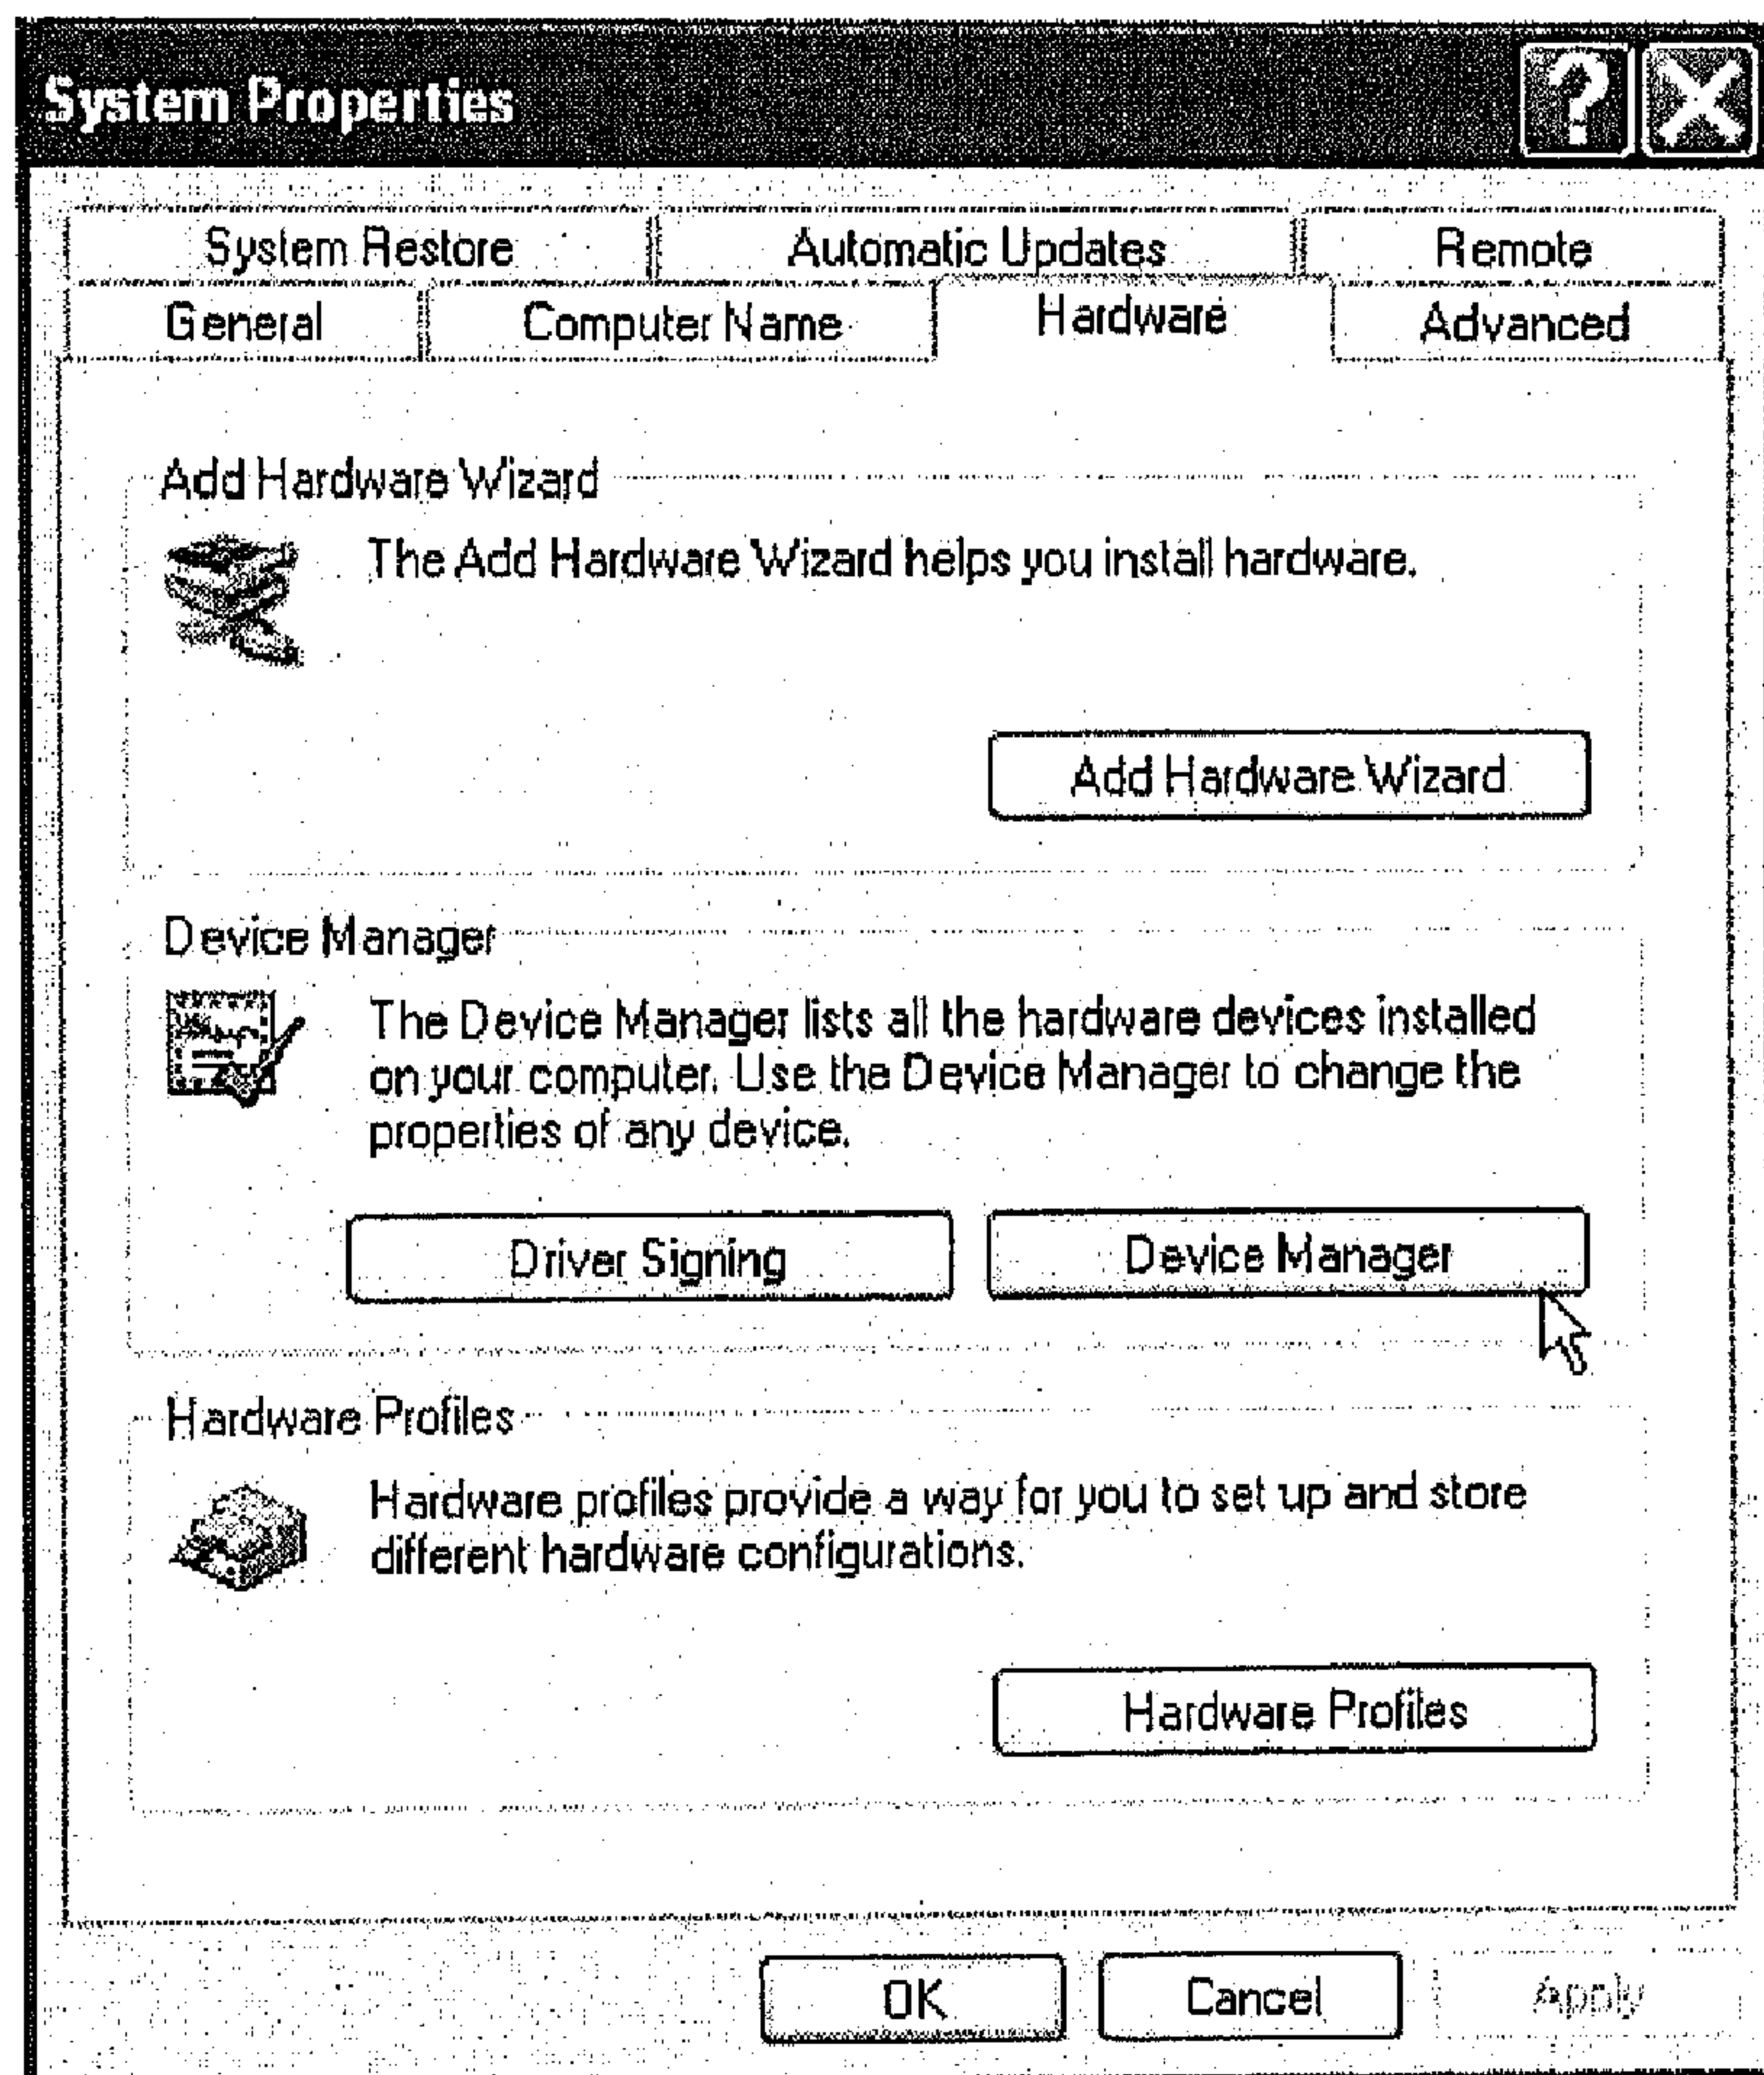 System Properties
System Restore
Automatic Updates
Remote
General
Computer Name
Hardware
Advanced
Add Hardware Wizard
The Add Hardware Wizard helps you install hardware.
Add Hardware Wizard
Device Manager
The Device Manager lists all the hardware devices installed
on your computer. Use the Device Manager to change the
properties of any device.
Driver Signing
Device Manager
Hardware Profiles
Hardware profiles provide a way for you to set up and store
different hardware configurations.
Hardware Profiles
OK
Cancel
Apply